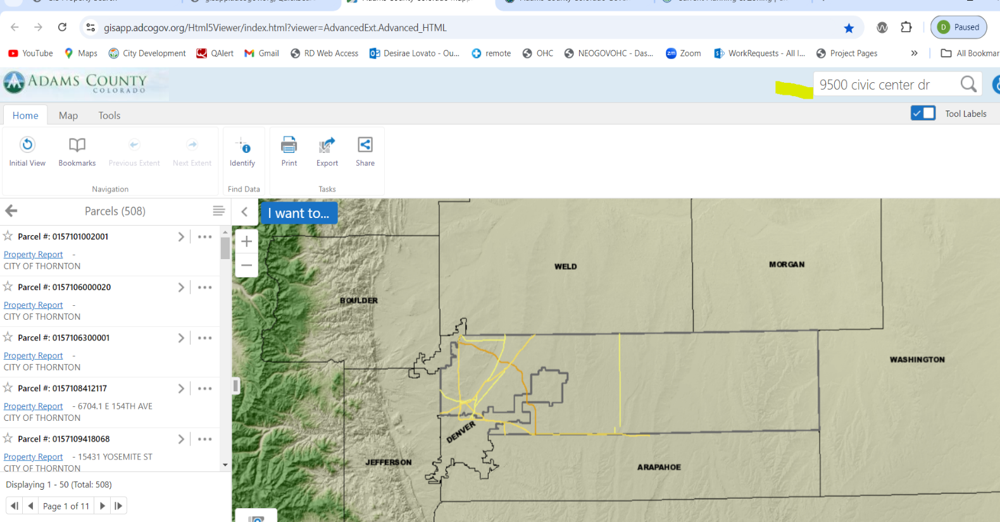 gisapp.adcogov.org/Html5Viewer/index.html?viewer=AdvancedExt.Advanced_HTML
D Paused
YouTube Maps City Development QAlert Gmail RD Web Access Desirae Lovato - Ou... remote OHC NEOGOVOHC - Das... zm Zoom WorkRequests - All I... Project Pages » All Bookmar
ADAMS COUNTY
COLORADO
9500 civic center dr
Home Map Tools
Tool Labels
Initial View Bookmarks Previous Extent Next Extent Identify Print Export Share
Navigation Find Data Tasks
Parcels (508)
I want to...
Parcel #: 0157101002001
Property Report -
CITY OF THORNTON
Parcel #: 0157106000020
Property Report -
CITY OF THORNTON
Parcel #: 0157106300001
Property Report -
CITY OF THORNTON
Parcel #: 0157108412117
Property Report - 6704.1 E 154TH AVE
CITY OF THORNTON
Parcel #: 0157109418068
Property Report - 15431 YOSEMITE ST
CITY OF THORNTON
Displaying 1 - 50 (Total: 508)
Page 1 of 11
WELD
MORGAN
BOULDER
WASHINGTON
DENVER
JEFFERSON
ARAPAHOE